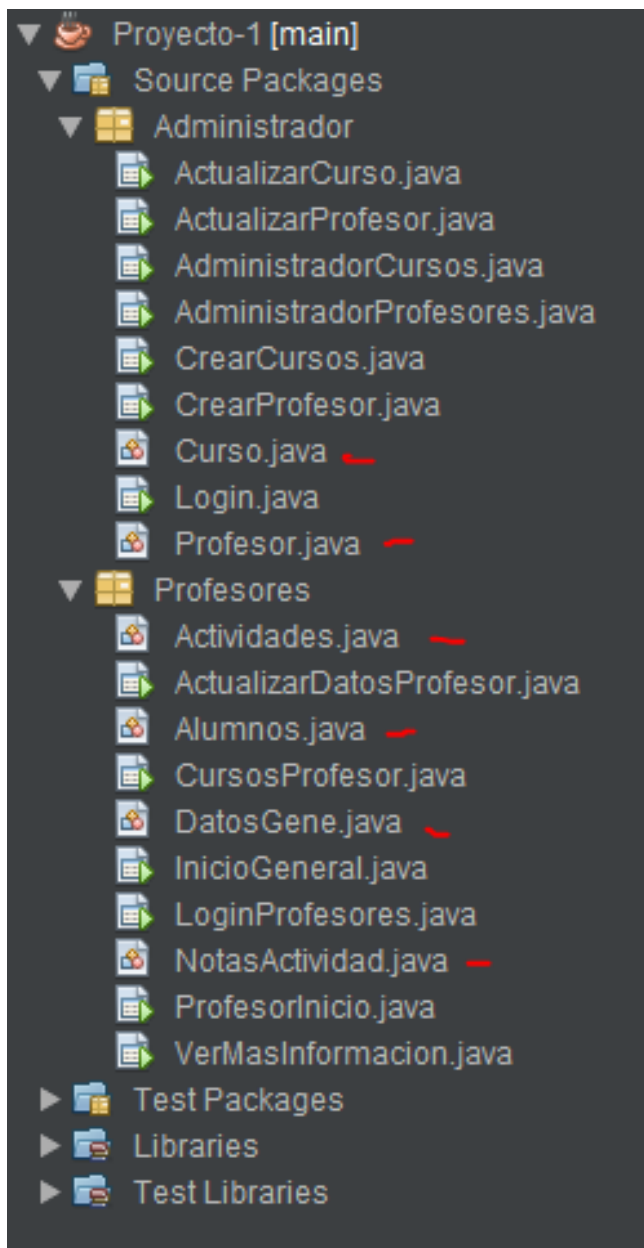 Proyecto-1 [main]
Source Packages
Administrador
ActualizarCurso.java
ActualizarProfesor.java
AdministradorCursos.java
AdministradorProfesores.java
CrearCursos.java
CrearProfesor.java
Curso.java
Login.java
Profesor.java
Profesores
Actividades.java
ActualizarDatosProfesor.java
Alumnos.java
CursosProfesor.java
DatosGene.java
InicioGeneral.java
LoginProfesores.java
NotasActividad.java
ProfesorInicio.java
VerMasInformacion.java
Test Packages
Libraries
Test Libraries